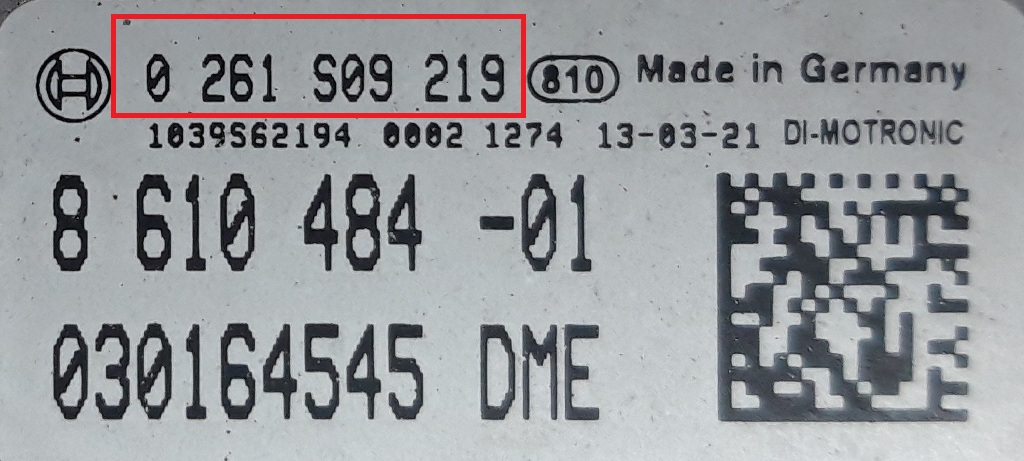 0 261 S09 219 810 Made in Germany
1039S62194 0002 1274 13-03-21 DI-MOTRONIC
8 610 484 -01
030164545 DME